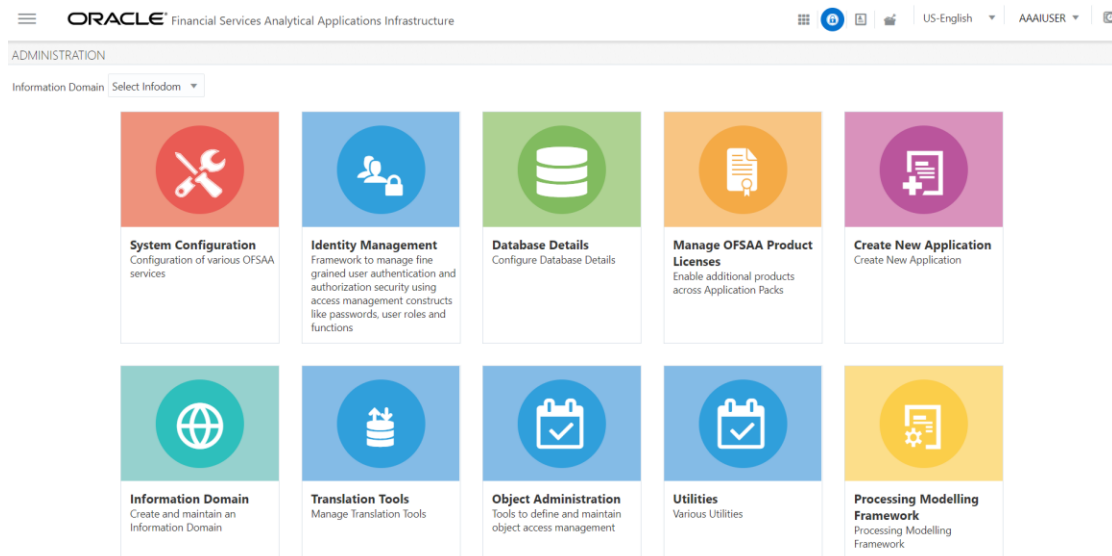 ORACLE® Financial Services Analytical Applications Infrastructure
US-English
AAAIUSER
ADMINISTRATION
Information Domain Select Infodom
System Configuration
Configuration of various OFSAA
services
Identity Management
Framework to manage fine
grained user authentication and
authorization security using
access management constructs
like passwords, user roles and
functions
Database Details
Configure Database Details
Manage OFSAA Product
Licenses
Enable additional products
across Application Packs
Create New Application
Create New Application
Information Domain
Create and maintain an
Information Domain
Translation Tools
Manage Translation Tools
Object Administration
Tools to define and maintain
object access management
Utilities
Various Utilities
Processing Modelling
Framework
Processing Modelling
Framework